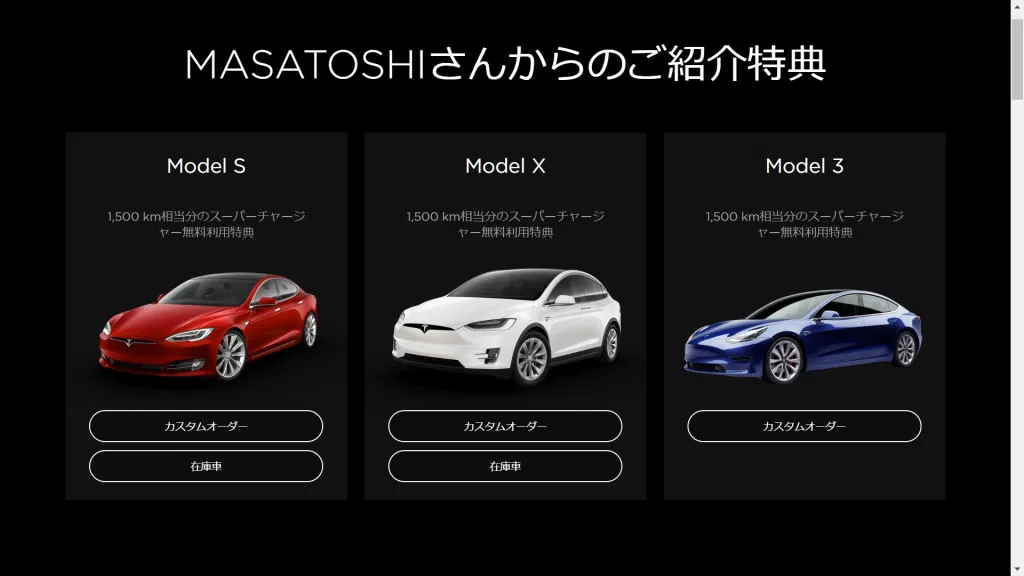 MASATOSHIさんからのご紹介特典
Model S
1,500 km相当分のスーパーチャージ
ャー無料利用特典
カスタムオーダー
在庫車
Model X
1,500 km相当分のスーパーチャージ
ャー無料利用特典
カスタムオーダー
在庫車
Model 3
1,500 km相当分のスーパーチャージ
ャー無料利用特典
カスタムオーダー